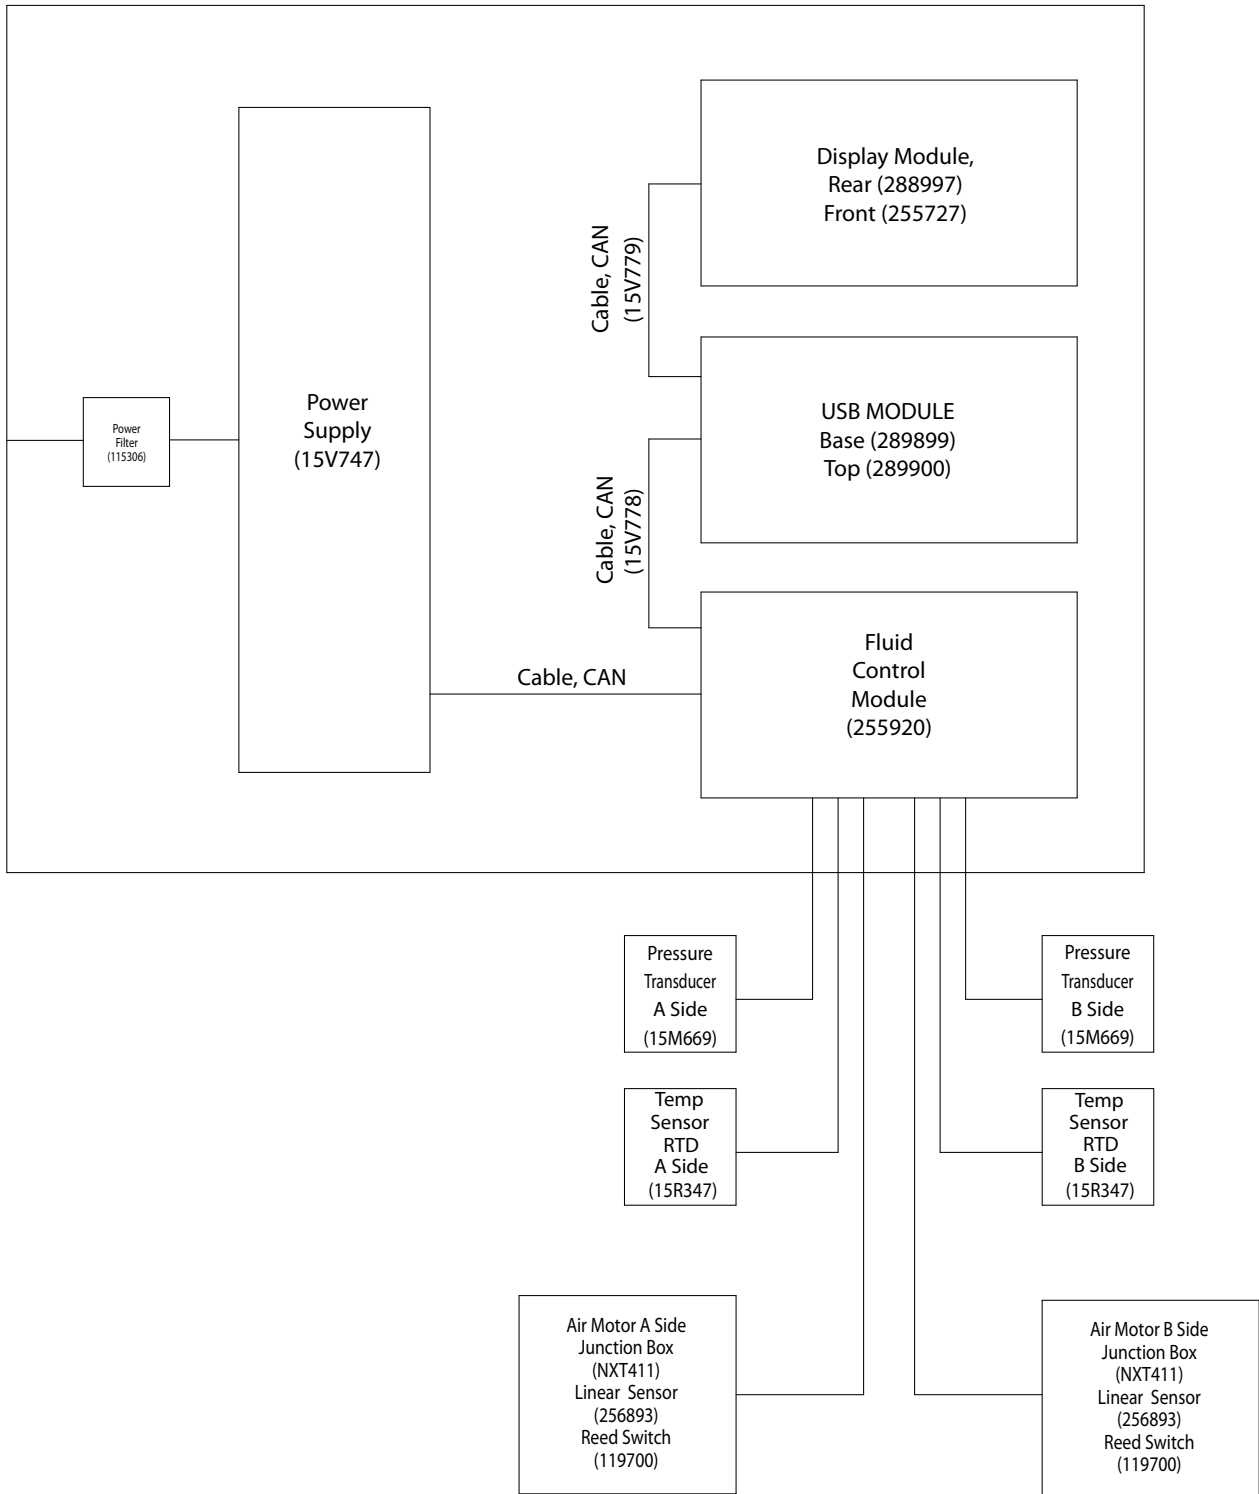 Display Module,
Rear (288997)
Front (255727)
Cable, CAN
(15V779)
Power
Filter
(115306)
Power
Supply
(15V747)
USB MODULE
Base (289899)
Top (289900)
Cable, CAN
(15V778)
Fluid
Control
Module
(255920)
Cable, CAN
Pressure
Transducer
A Side
(15M669)
Pressure
Transducer
B Side
(15M669)
Temp
Sensor
RTD
A Side
(15R347)
Temp
Sensor
RTD
B Side
(15R347)
Air Motor A Side
Junction Box
(NXT411)
Linear Sensor
(256893)
Reed Switch
(119700)
Air Motor B Side
Junction Box
(NXT411)
Linear Sensor
(256893)
Reed Switch
(119700)